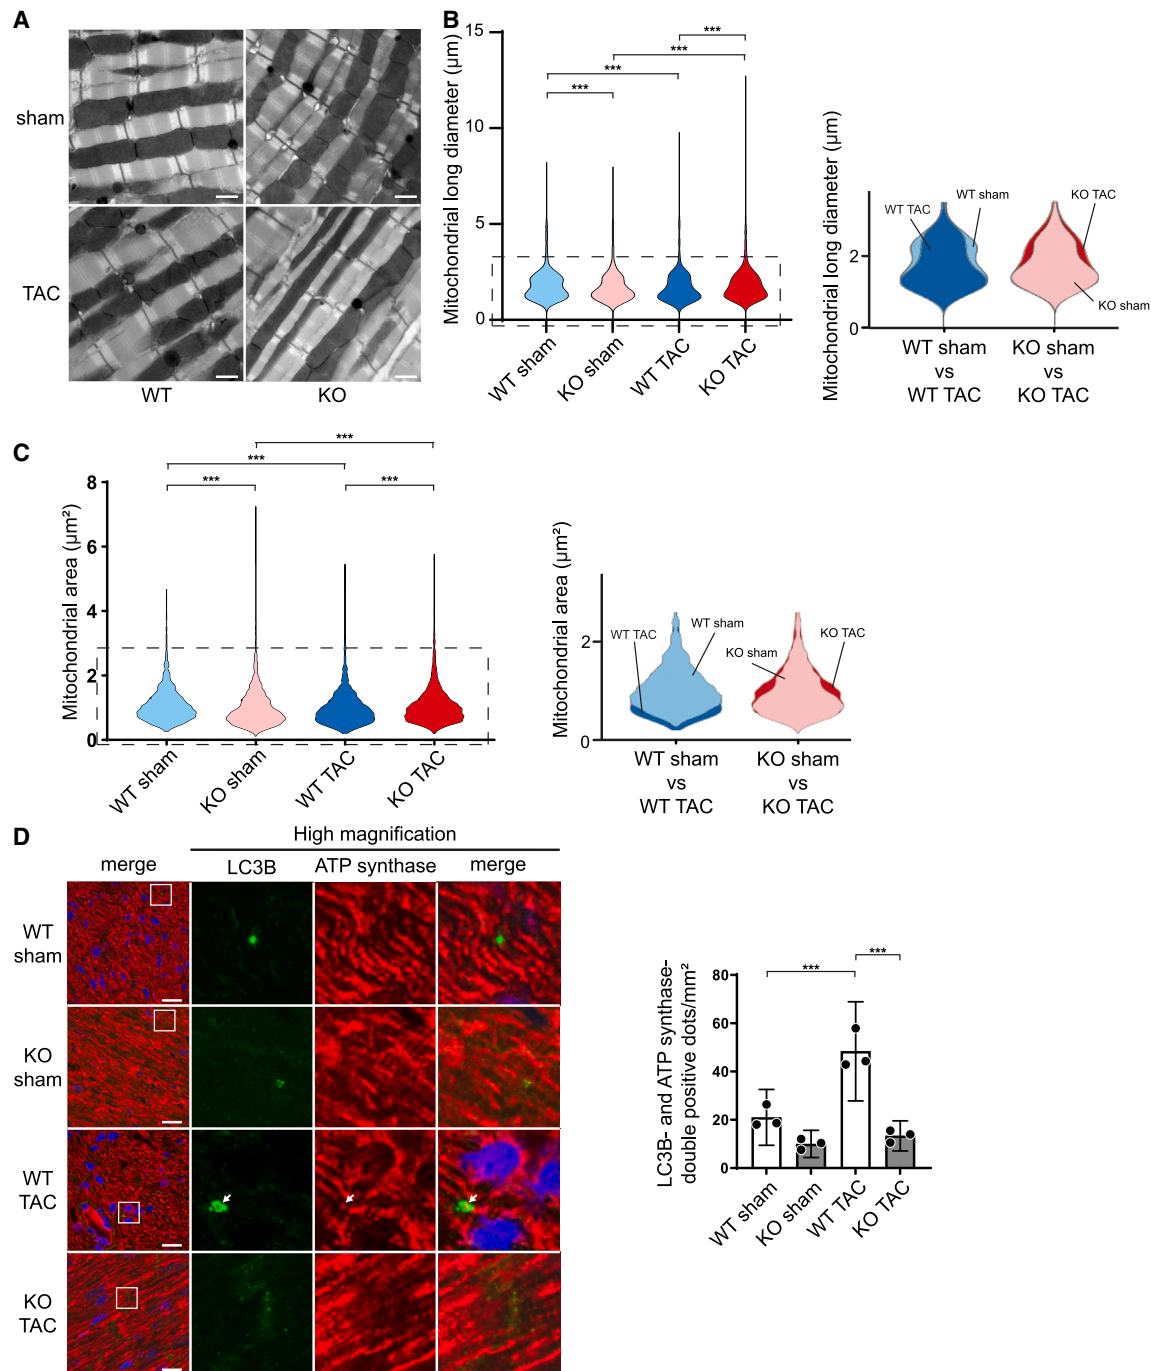 A
sham
TAC
WT
KO
B
Mitochondrial long diameter (μm)
15
10
5
0
***
***
***
***
WT sham
KO sham
WT TAC
KO TAC
Mitochondrial long diameter (μm)
2
0
WT TAC
WT sham
KO TAC
KO sham
WT sham
vs
WT TAC
KO sham
vs
KO TAC
C
Mitochondrial area (μm²)
8
6
4
2
0
***
***
***
***
WT sham
KO sham
WT TAC
KO TAC
Mitochondrial area (μm²)
2
0
WT TAC
WT sham
KO sham
KO TAC
WT sham
vs
WT TAC
KO sham
vs
KO TAC
D
High magnification
merge
LC3B
ATP synthase
merge
WT
sham
KO
sham
WT
TAC
KO
TAC
LC3B- and ATP synthase-
double positive dots/mm²
80
60
40
20
0
***
***
WT sham
KO sham
WT TAC
KO TAC